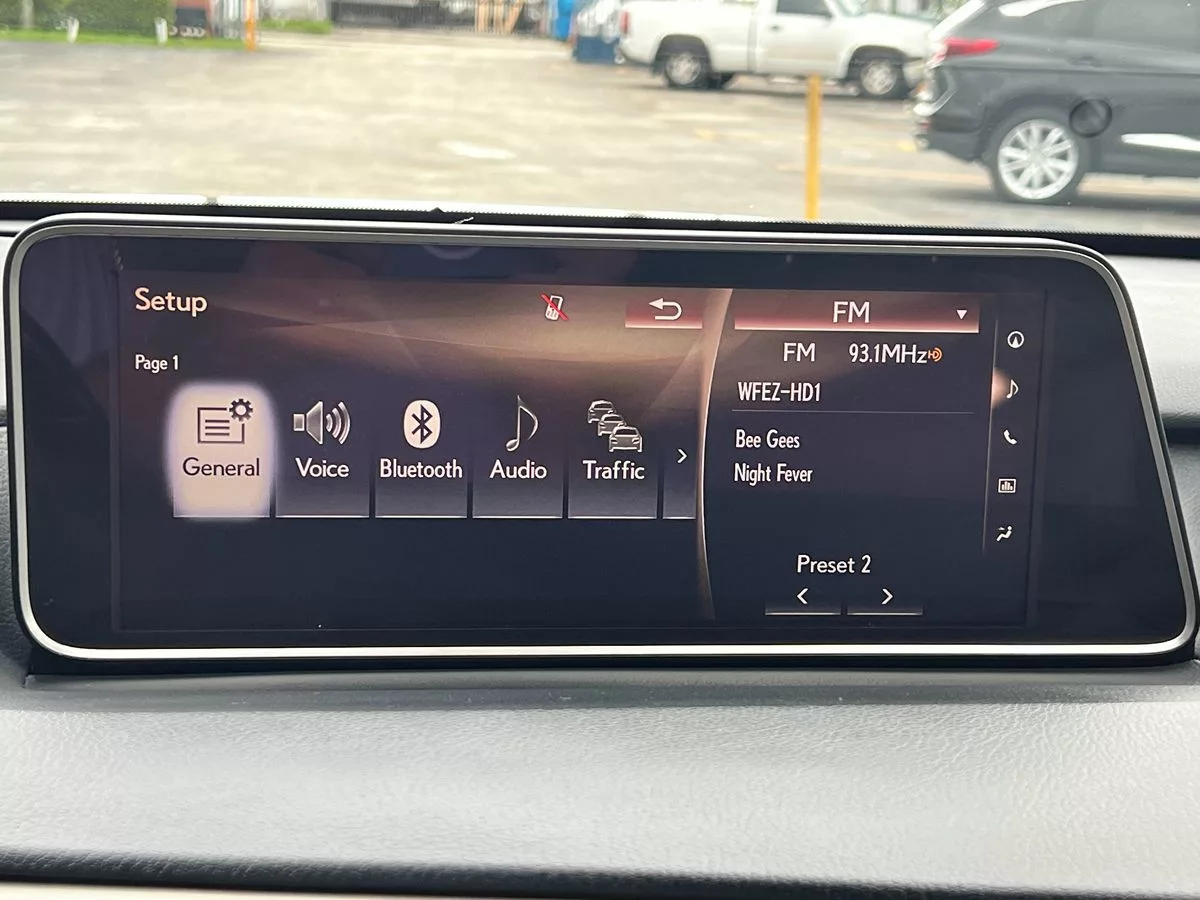 Setup
Page 1
General
Voice
Bluetooth
Audio
Traffic
FM
FM 93.1MHz HD
WFEZ-HD1
Bee Gees
Night Fever
Preset 2